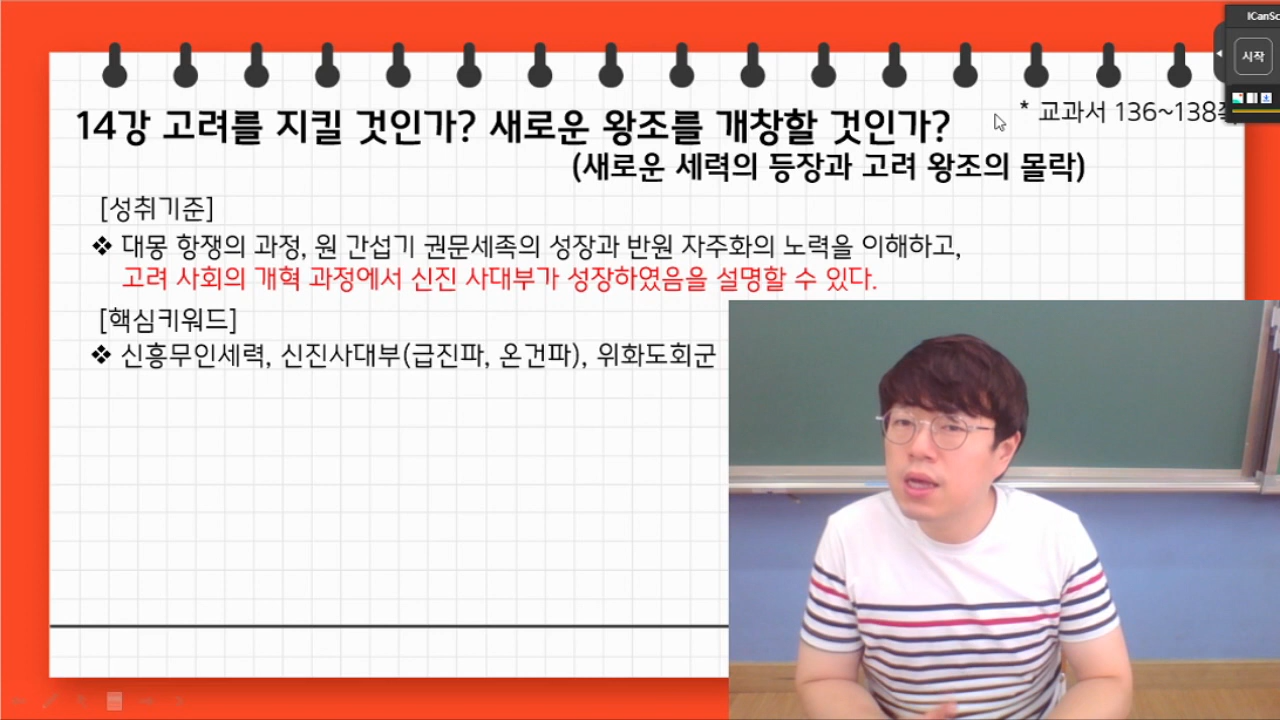 ICanSc
시작
14강 고려를 지킬 것인가? 새로운 왕조를 개창할 것인가?
* 교과서 136~138쪽
(새로운 세력의 등장과 고려 왕조의 몰락)
[성취기준]
❖ 대몽 항쟁의 과정, 원 간섭기 권문세족의 성장과 반원 자주화의 노력을 이해하고,
고려 사회의 개혁 과정에서 신진 사대부가 성장하였음을 설명할 수 있다.
[핵심키워드]
❖ 신흥무인세력, 신진사대부(급진파, 온건파), 위화도회군